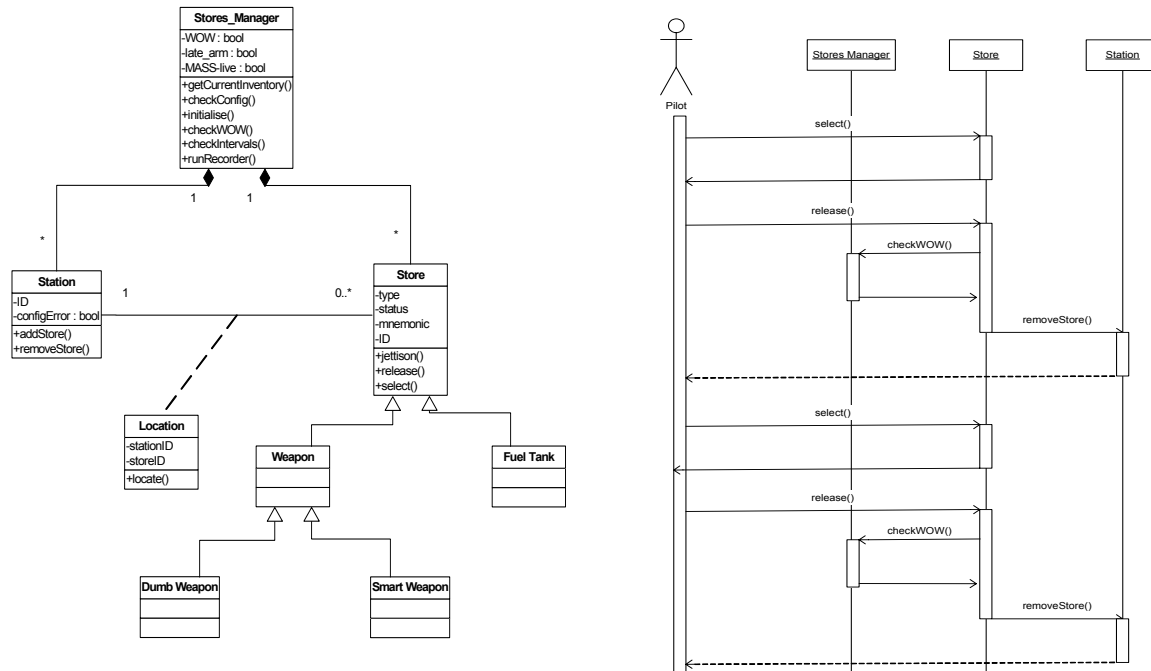 Stores_Manager
-WOW : bool
-late_arm : bool
-MASS-live : bool
+getCurrentInventory()
+checkConfig()
+initialise()
+checkWOW()
+checkIntervals()
+runRecorder()
1
1
*
*
Station
-ID
-configError : bool
+addStore()
+removeStore()
1
0..*
Store
-type
-status
-mnemonic
-ID
+jettison()
+release()
+select()
Location
-stationID
-storeID
+locate()
Weapon
Fuel Tank
Dumb Weapon
Smart Weapon
Pilot
Stores Manager
Store
Station
select()
release()
checkWOW()
removeStore()
select()
release()
checkWOW()
removeStore()